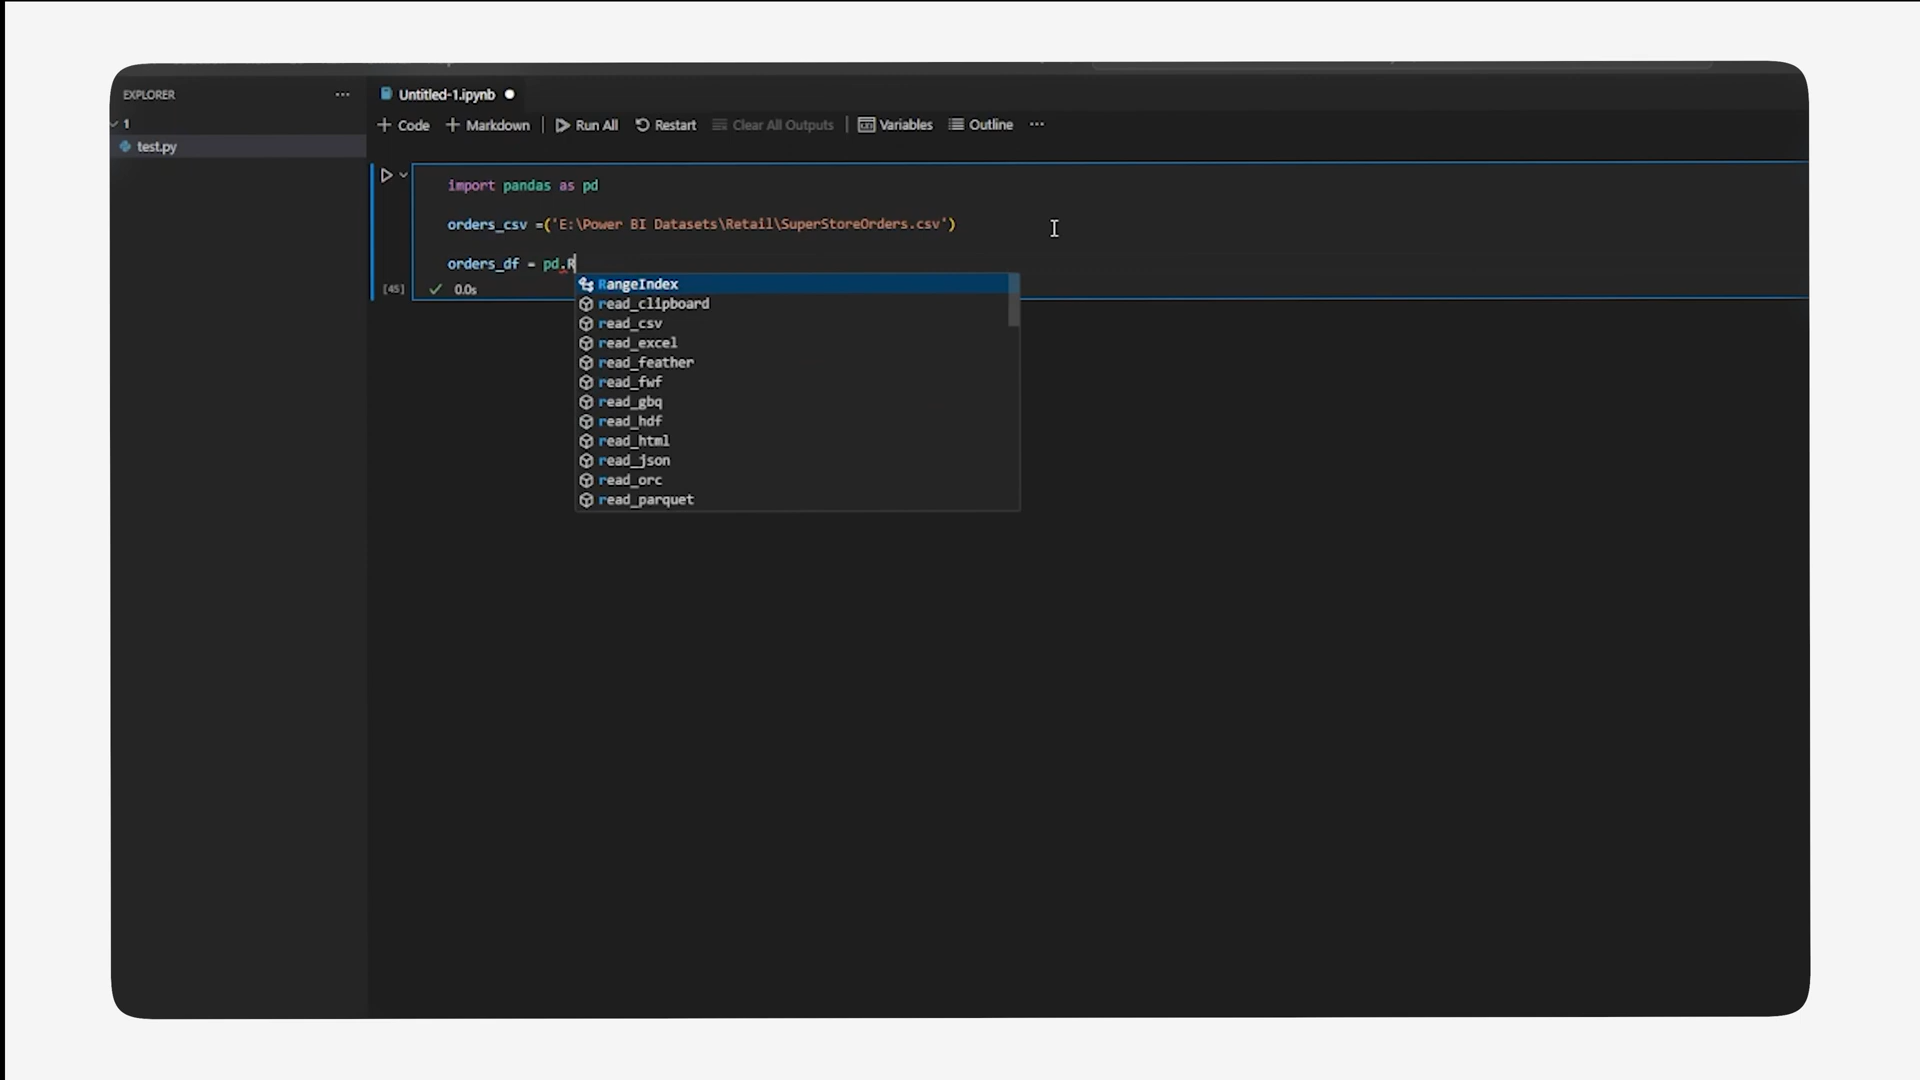 EXPLORER
1
test.py
Untitled-1.ipynb
Code
Markdown
Run All
Restart
Clear All Outputs
Variables
Outline
import pandas as pd
orders_csv =('E:\Power BI Datasets\Retail\SuperStoreOrders.csv')
orders_df = pd.R
[45]
0.0s
RangeIndex
read_clipboard
read_csv
read_excel
read_feather
read_fwf
read_gbq
read_hdf
read_html
read_json
read_orc
read_parquet